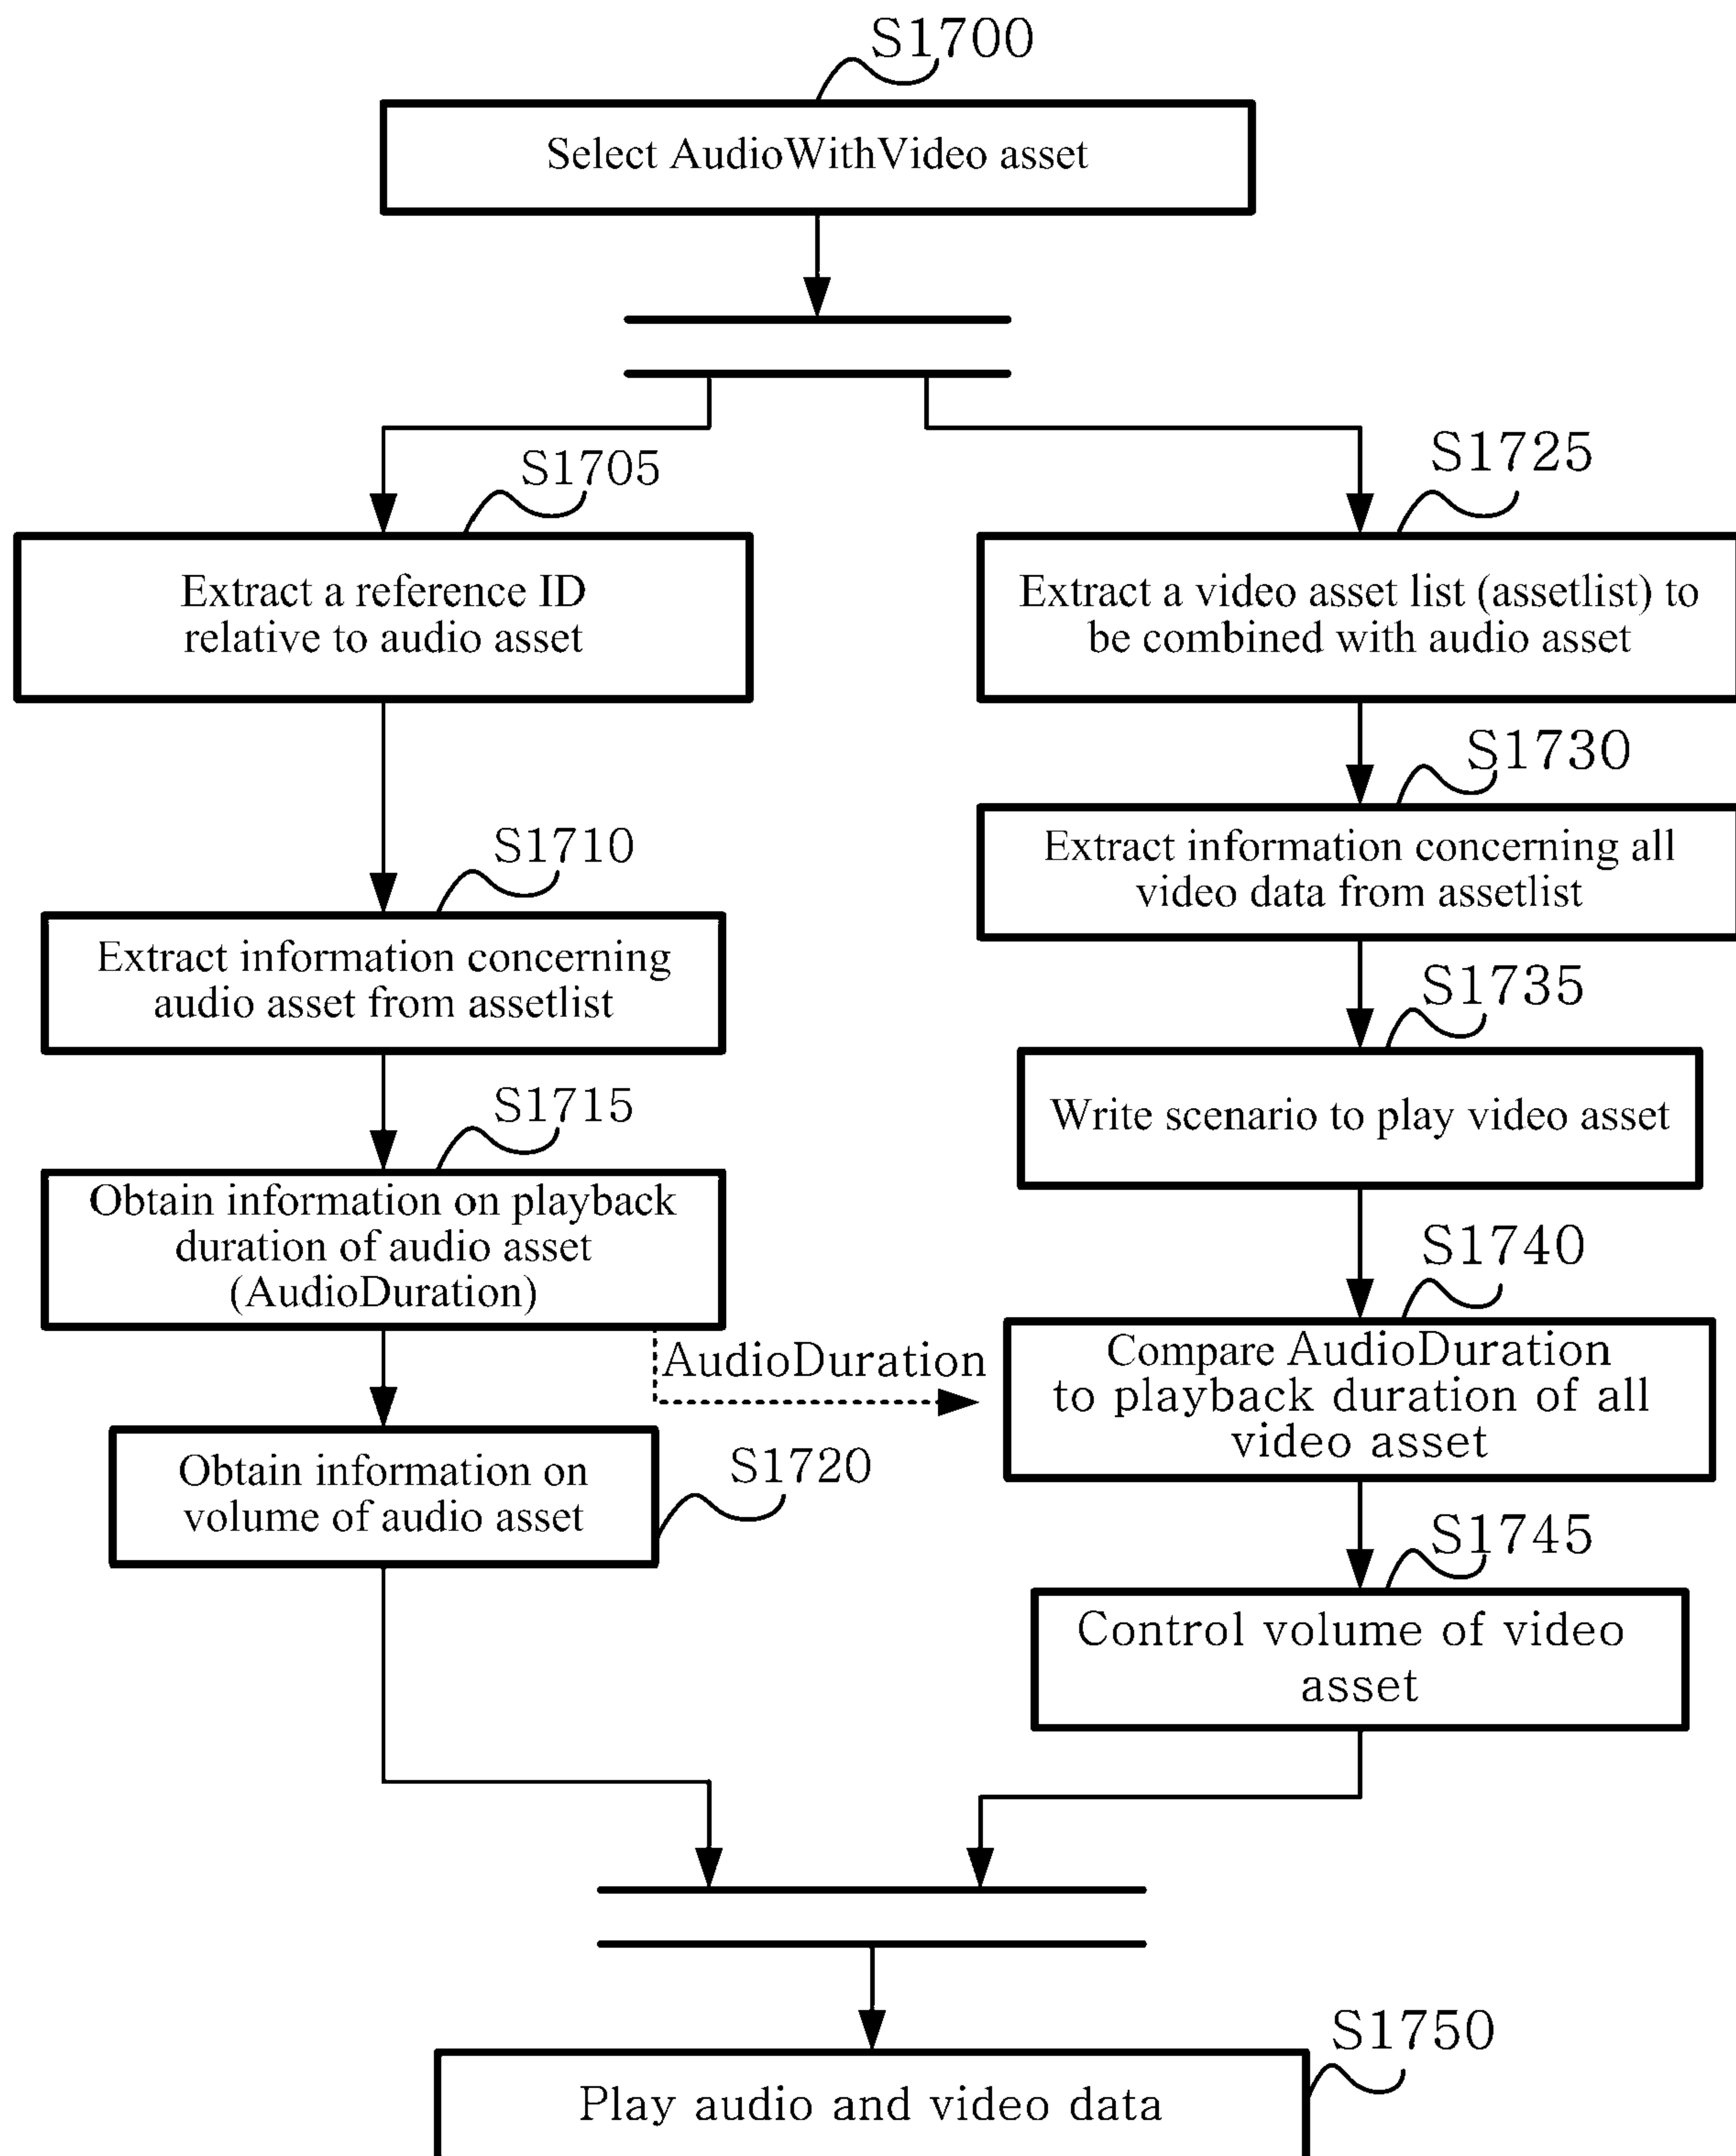 S1700
Select AudioWithVideo asset
S1705
Extract a reference ID
relative to audio asset
S1710
Extract information concerning
audio asset from assetlist
S1715
Obtain information on playback
duration of audio asset
(AudioDuration)
AudioDuration
Obtain information on
volume of audio asset
S1720
S1725
Extract a video asset list (assetlist) to
be combined with audio asset
S1730
Extract information concerning all
video data from assetlist
S1735
Write scenario to play video asset
S1740
Compare AudioDuration
to playback duration of all
video asset
S1745
Control volume of video
asset
S1750
Play audio and video data